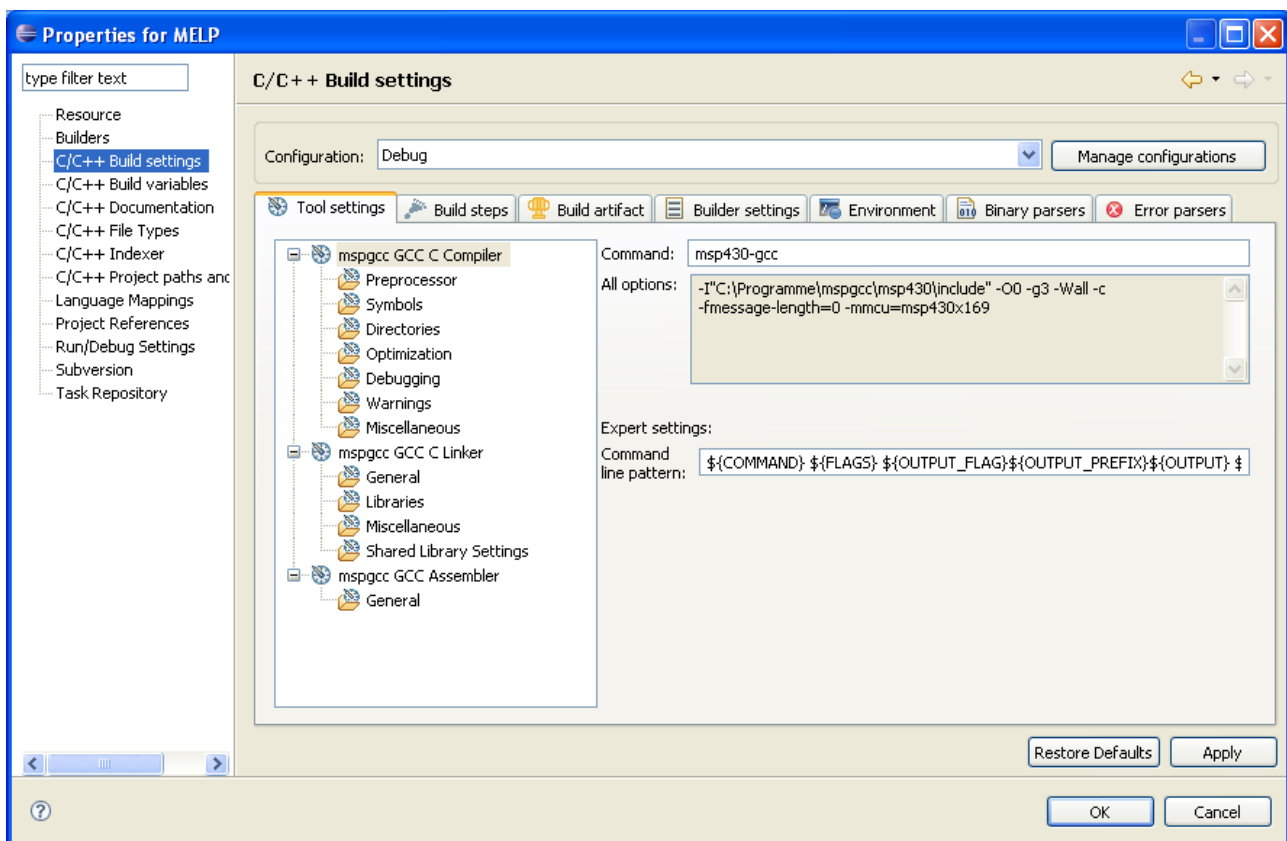 Properties for MELP
type filter text
Resource
Builders
C/C++ Build settings
C/C++ Build variables
C/C++ Documentation
C/C++ File Types
C/C++ Indexer
C/C++ Project paths and
Language Mappings
Project References
Run/Debug Settings
Subversion
Task Repository
C/C++ Build settings
Configuration: Debug Manage configurations
Tool settings Build steps Build artifact Builder settings Environment Binary parsers Error parsers
mspgcc GCC C Compiler
Preprocessor
Symbols
Directories
Optimization
Debugging
Warnings
Miscellaneous
mspgcc GCC C Linker
General
Libraries
Miscellaneous
Shared Library Settings
mspgcc GCC Assembler
General
Command: msp430-gcc
All options: -I"C:\Programme\mspgcc\msp430\include" -O0 -g3 -Wall -c
-fmessage-length=0 -mmcu=msp430x169
Expert settings:
Command
line pattern: ${COMMAND} ${FLAGS} ${OUTPUT_FLAG}${OUTPUT_PREFIX}${OUTPUT} $
Restore Defaults Apply
OK Cancel